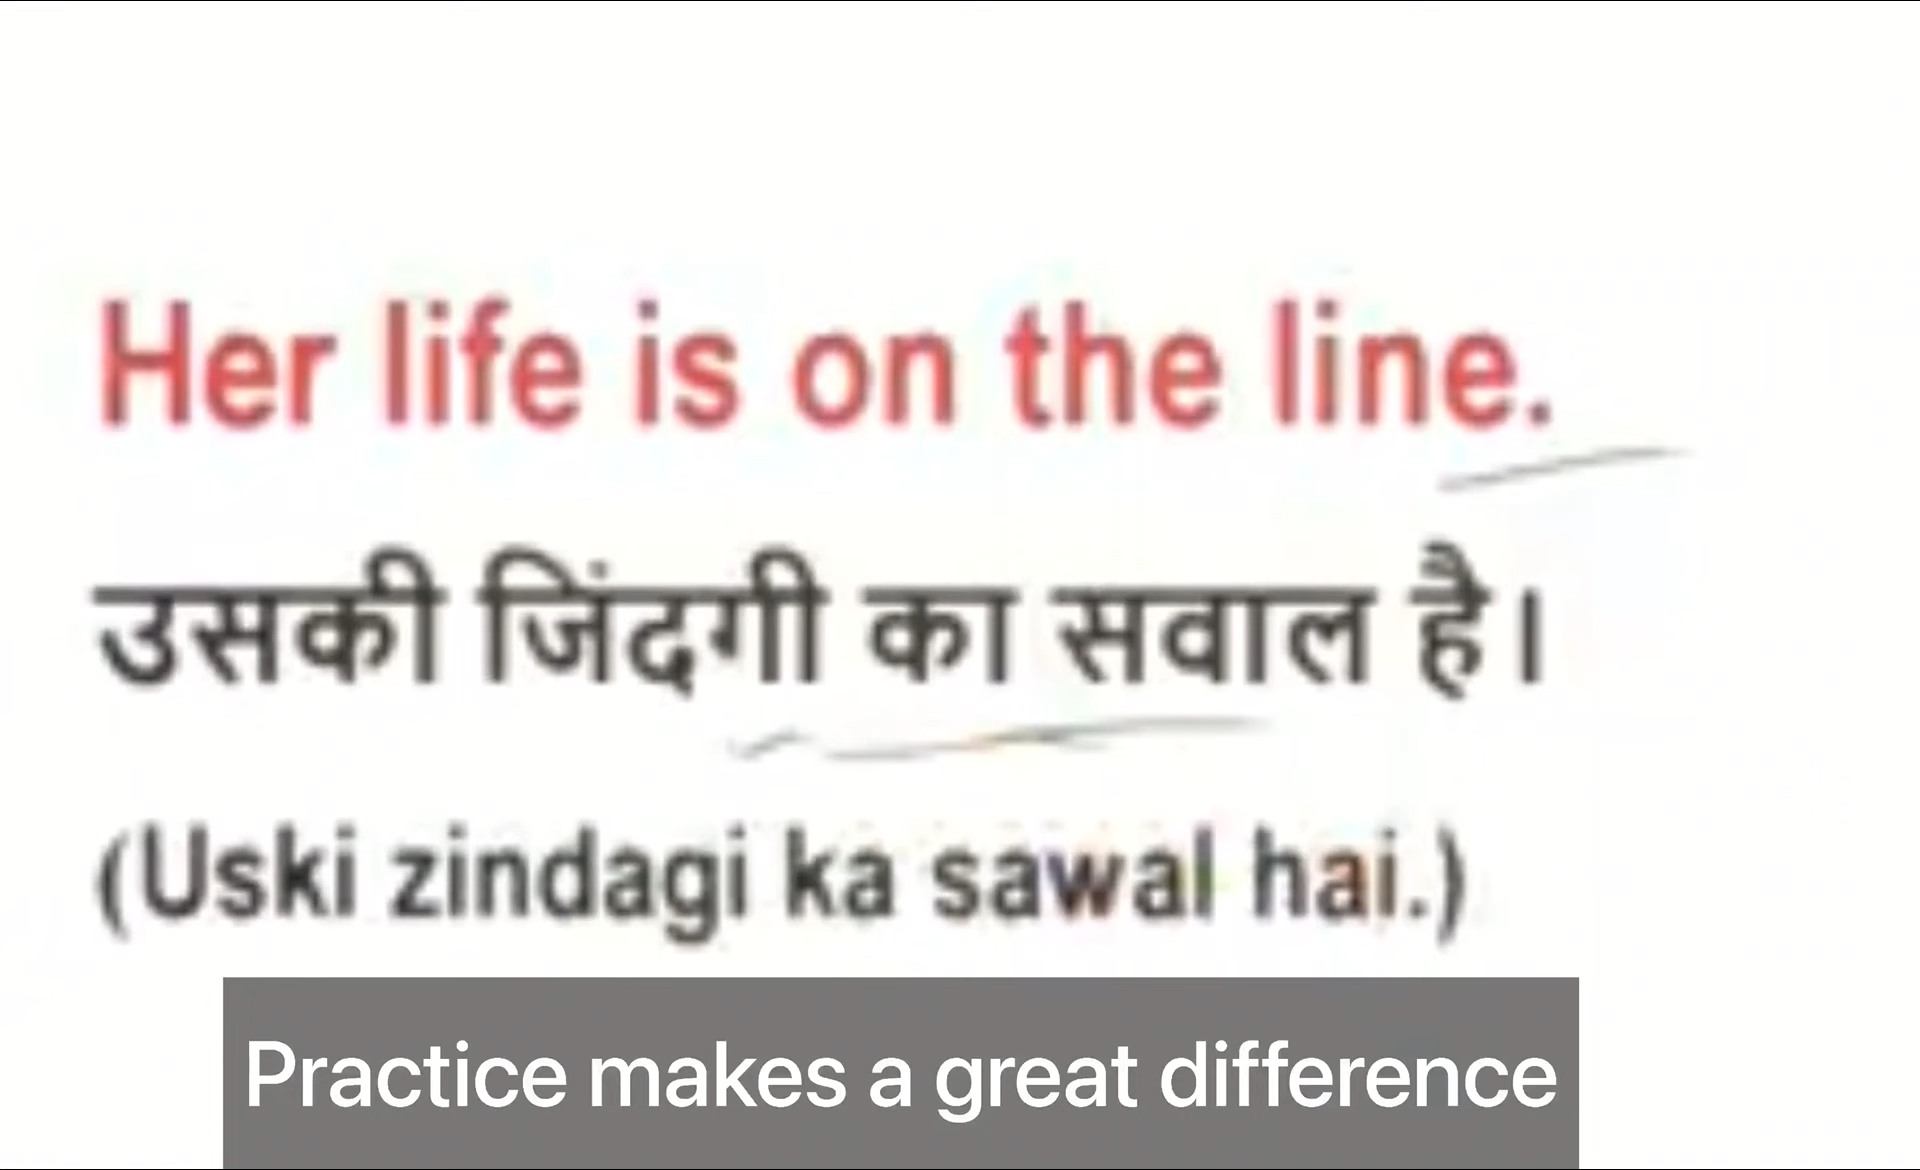 Her life is on the line.
उसकी जिंदगी का सवाल है।
(Uski zindagi ka sawal hai.)
Practice makes a great difference